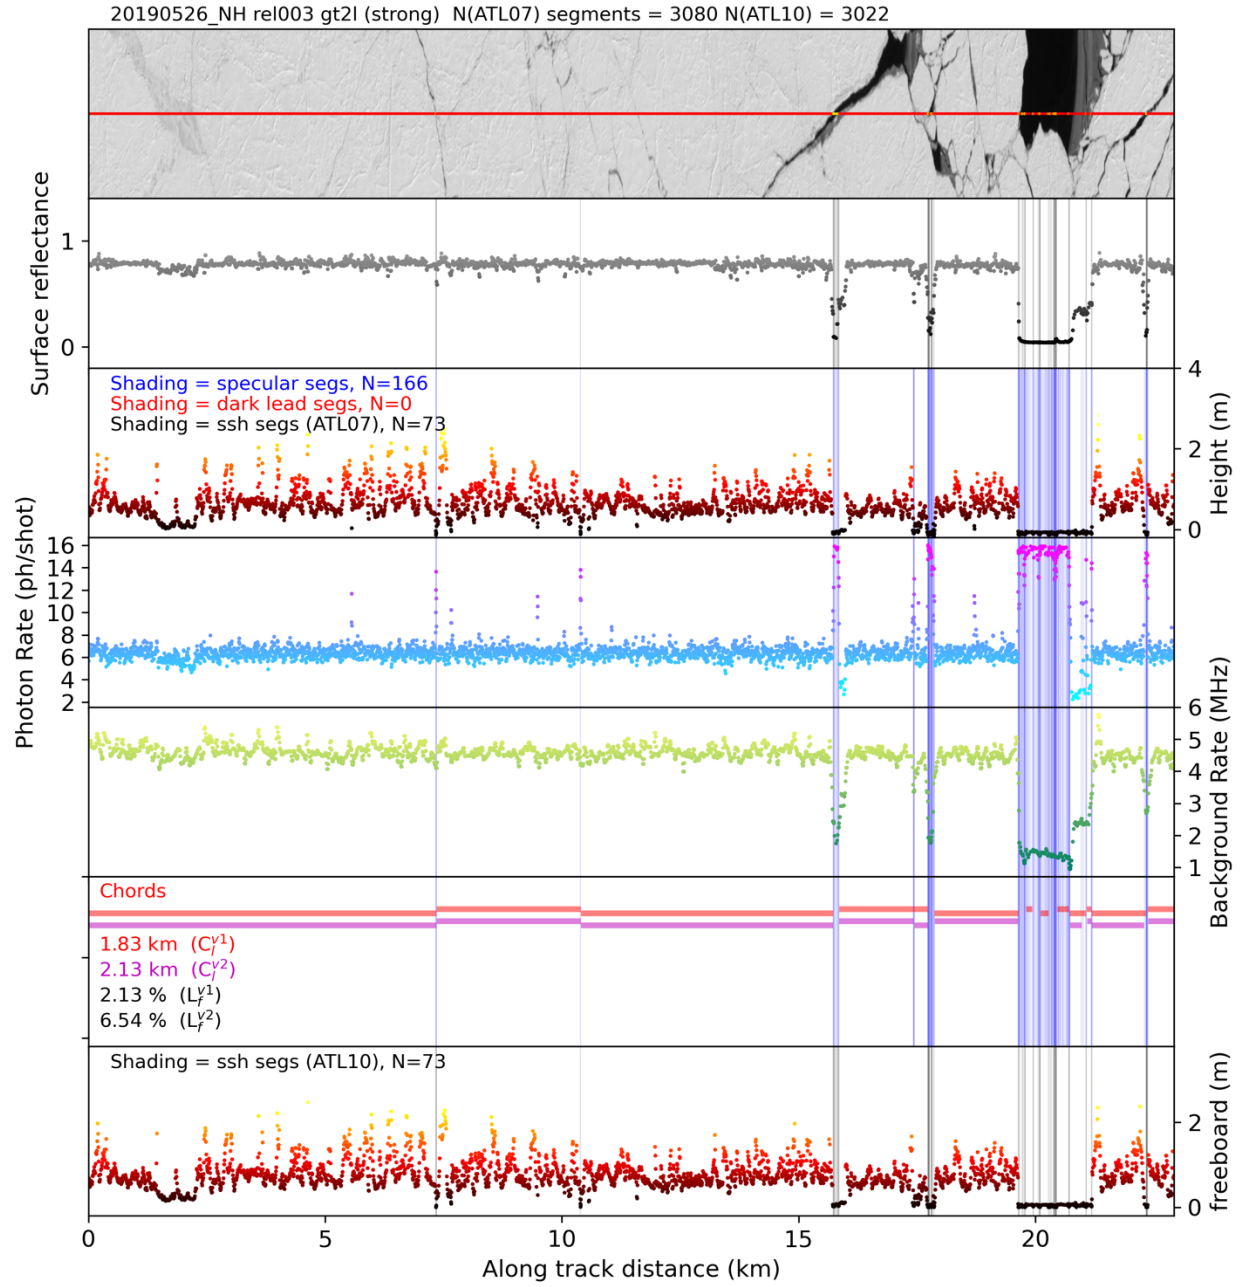 20190526_NH rel003 gt2l (strong)  N(ATL07) segments = 3080 N(ATL10) = 3022
Surface reflectance
1
0
Shading = specular segs, N=166
Shading = dark lead segs, N=0
Shading = ssh segs (ATL07), N=73
4
2
0
Height (m)
Photon Rate (ph/shot)
16
14
12
10
8
6
4
2
6
5
4
3
2
1
Background Rate (MHz)
Chords
1.83 km  (C_l^{v1})
2.13 km  (C_l^{v2})
2.13 %  (L_f^{v1})
6.54 %  (L_f^{v2})
Shading = ssh segs (ATL10), N=73
2
0
freeboard (m)
0 5 10 15 20
Along track distance (km)